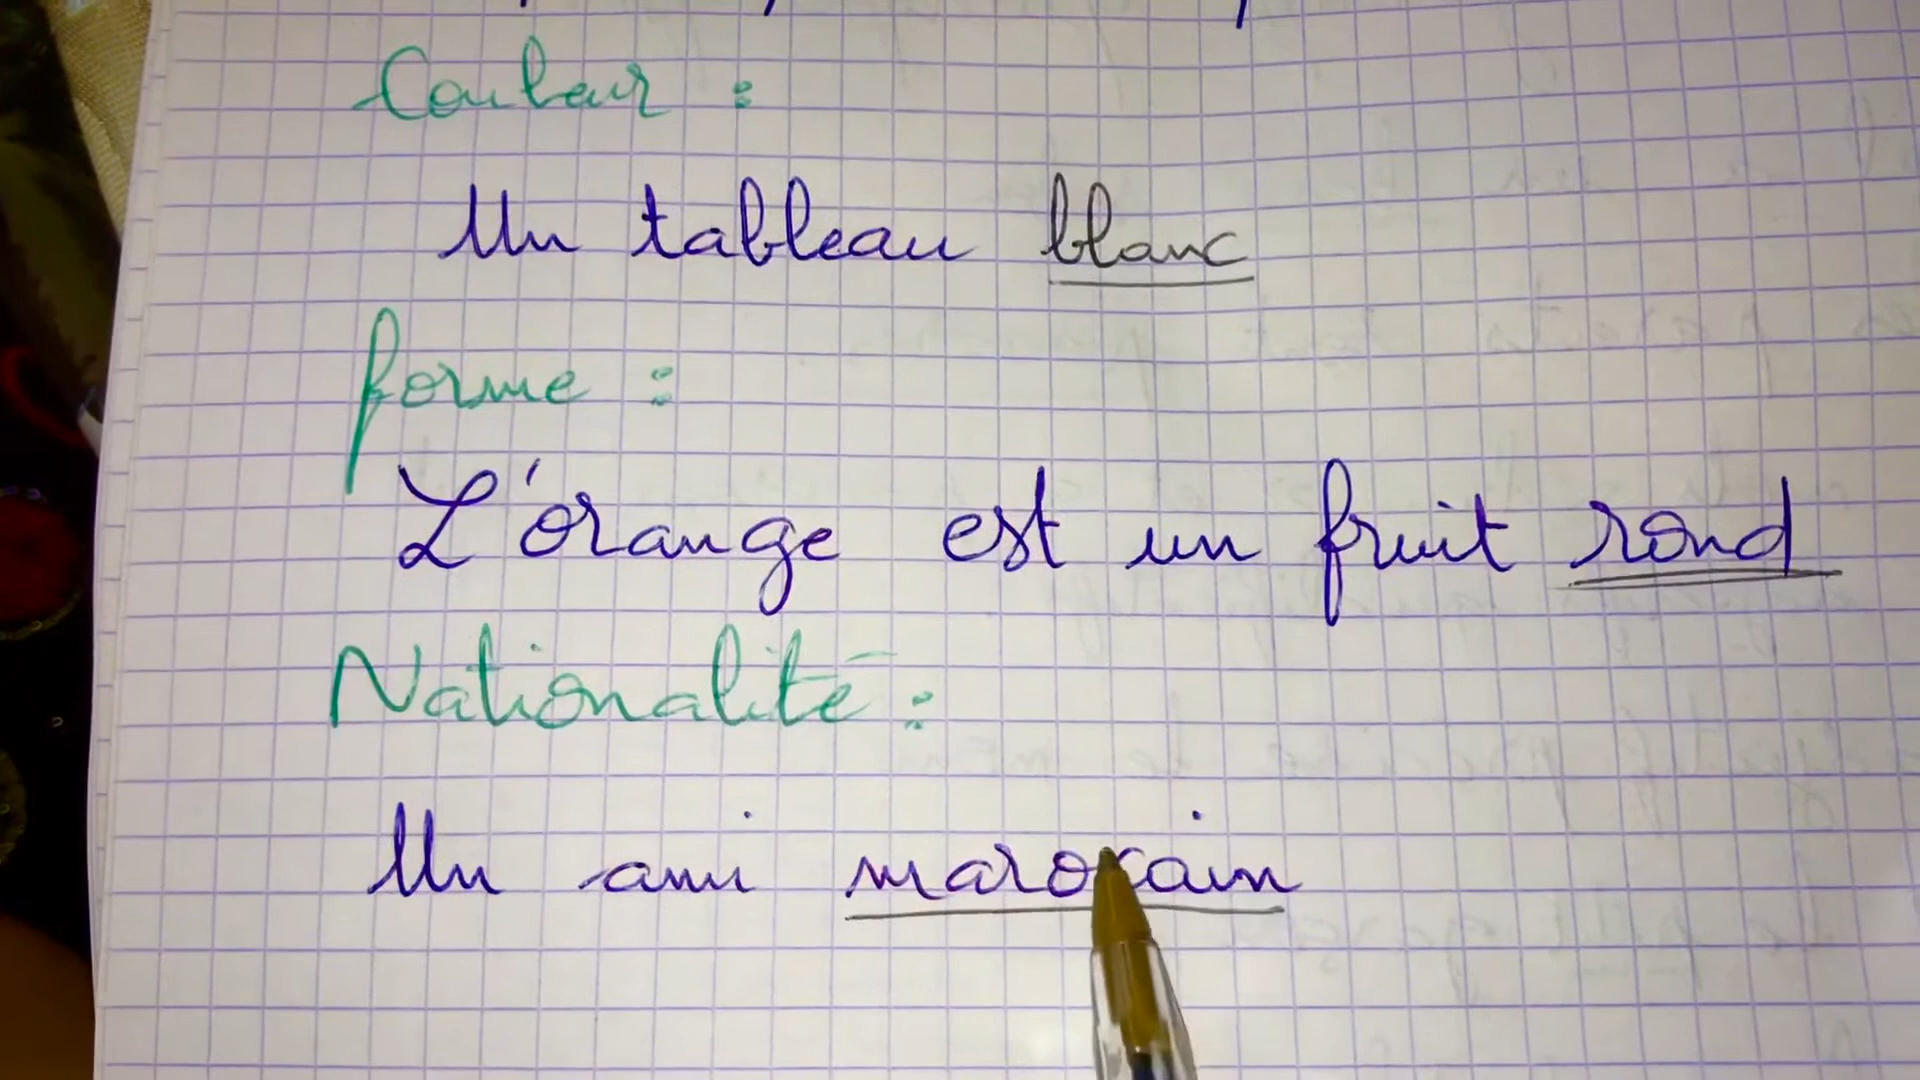 Couleur :
Un tableau blanc
forme :
L'orange est un fruit rond
Nationalité :
Un ami marocain